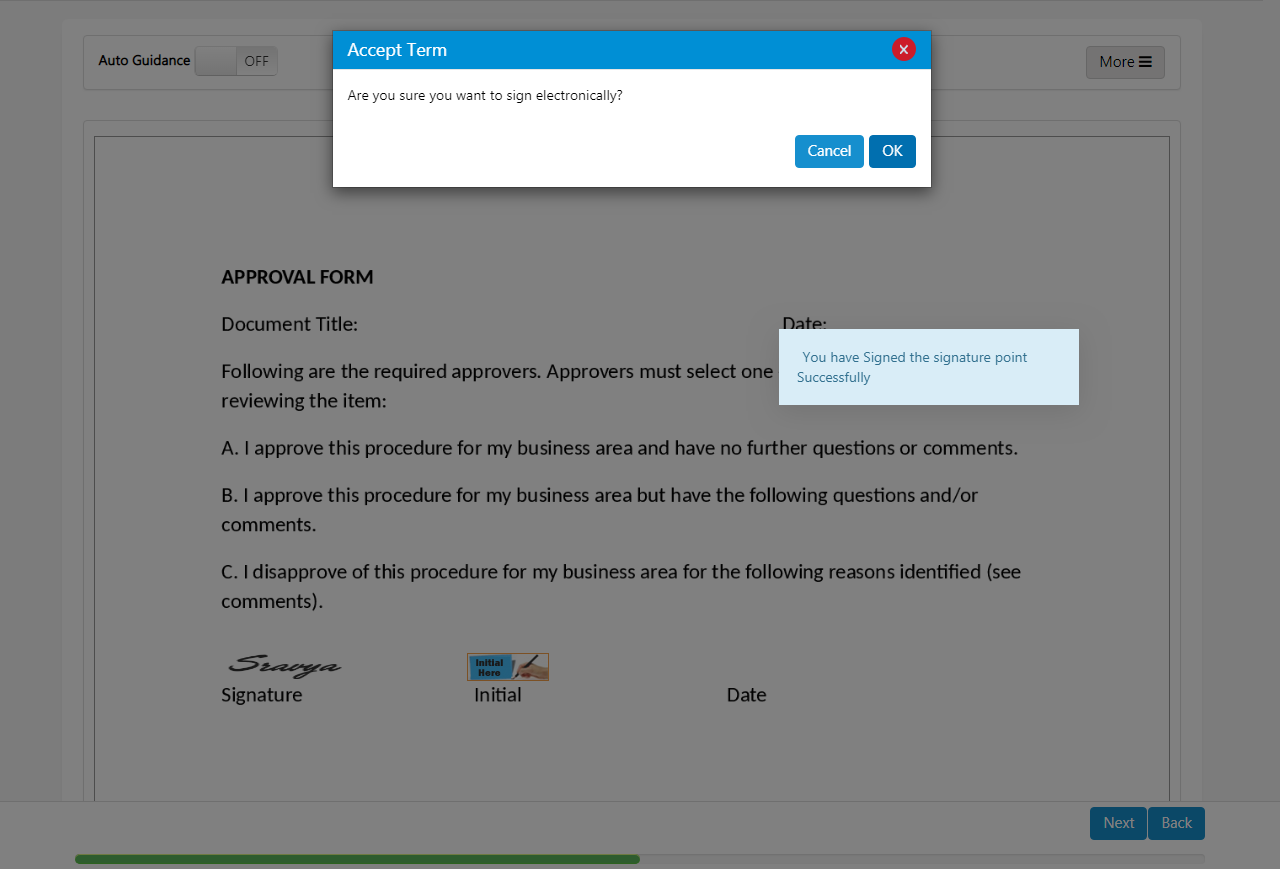 Accept Term
Are you sure you want to sign electronically?
Cancel OK
Auto Guidance OFF
More
APPROVAL FORM
Document Title: Date:
You have Signed the signature point
Successfully
Following are the required approvers. Approvers must select one
reviewing the item:
A. I approve this procedure for my business area and have no further questions or comments.
B. I approve this procedure for my business area but have the following questions and/or
comments.
C. I disapprove of this procedure for my business area for the following reasons identified (see
comments).
Sravya
Initial
Here
Signature Initial Date
Next Back